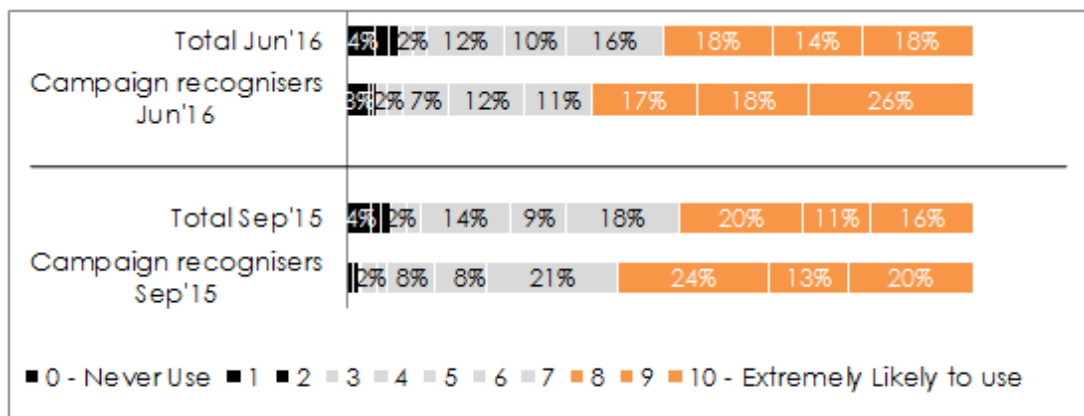 Total Jun'16
4% 2% 12% 10% 16% 18% 14% 18%
Campaign recognisers
Jun'16
3% 2% 7% 12% 11% 17% 18% 26%
Total Sep'15
4% 2% 14% 9% 18% 20% 11% 16%
Campaign recognisers
Sep'15
2% 8% 8% 21% 24% 13% 20%
0 - Never Use 1 2 3 4 5 6 7 8 9 10 - Extremely Likely to use